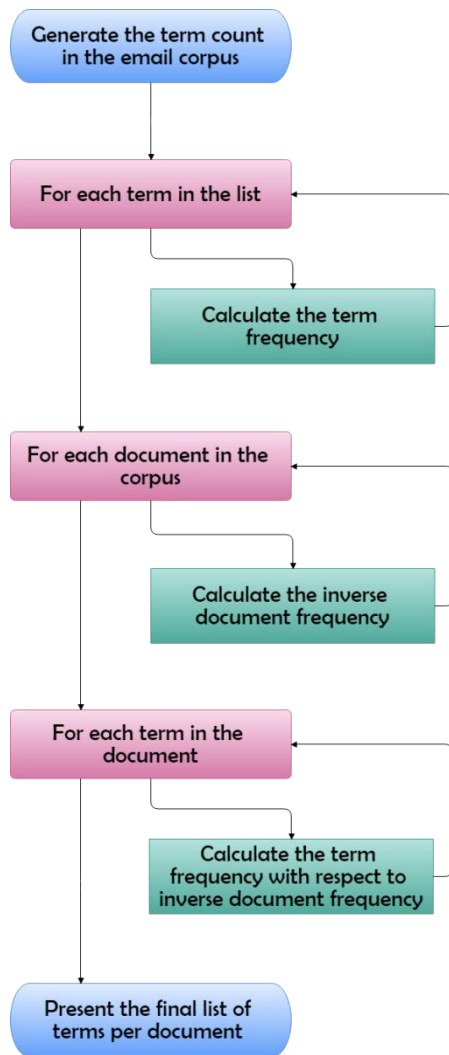 Generate the term count
in the email corpus
For each term in the list
Calculate the term
frequency
For each document in the
corpus
Calculate the inverse
document frequency
For each term in the
document
Calculate the term
frequency with respect to
inverse document frequency
Present the final list of
terms per document